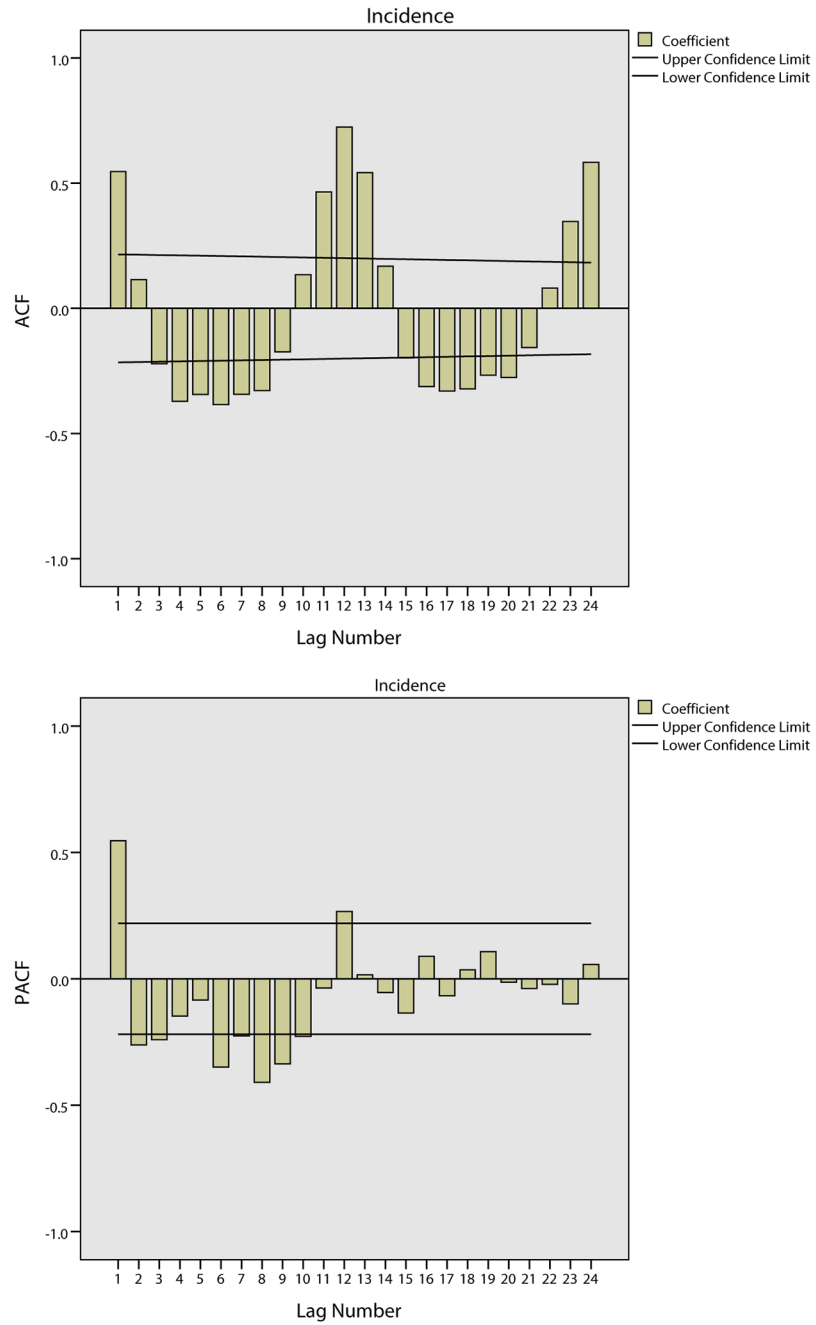 Incidence
Coefficient
Upper Confidence Limit
Lower Confidence Limit
1.0
0.5
0.0
-0.5
-1.0
ACF
1 2 3 4 5 6 7 8 9 10 11 12 13 14 15 16 17 18 19 20 21 22 23 24
Lag Number
Incidence
Coefficient
Upper Confidence Limit
Lower Confidence Limit
1.0
0.5
0.0
-0.5
-1.0
PACF
1 2 3 4 5 6 7 8 9 10 11 12 13 14 15 16 17 18 19 20 21 22 23 24
Lag Number